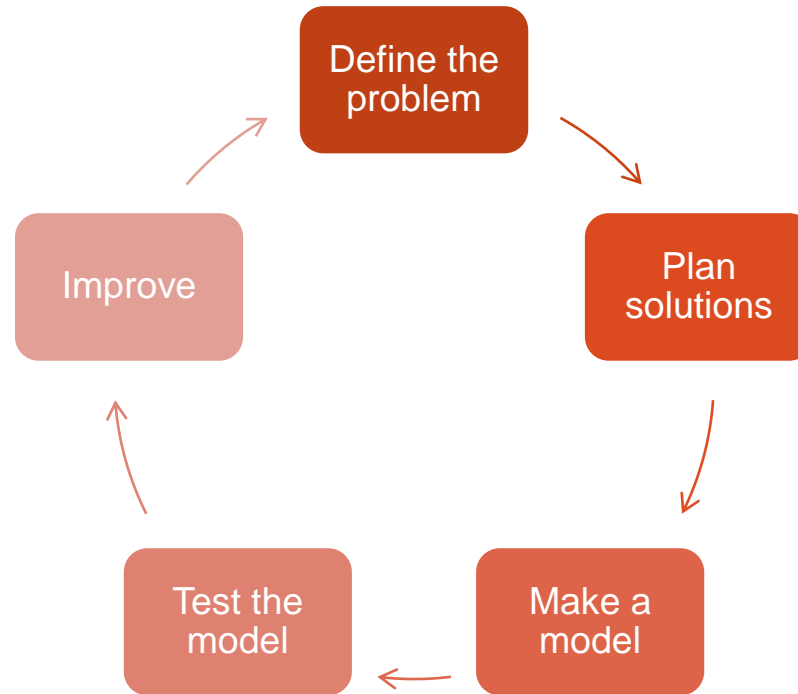 Define the
problem
Plan
solutions
Make a
model
Test the
model
Improve